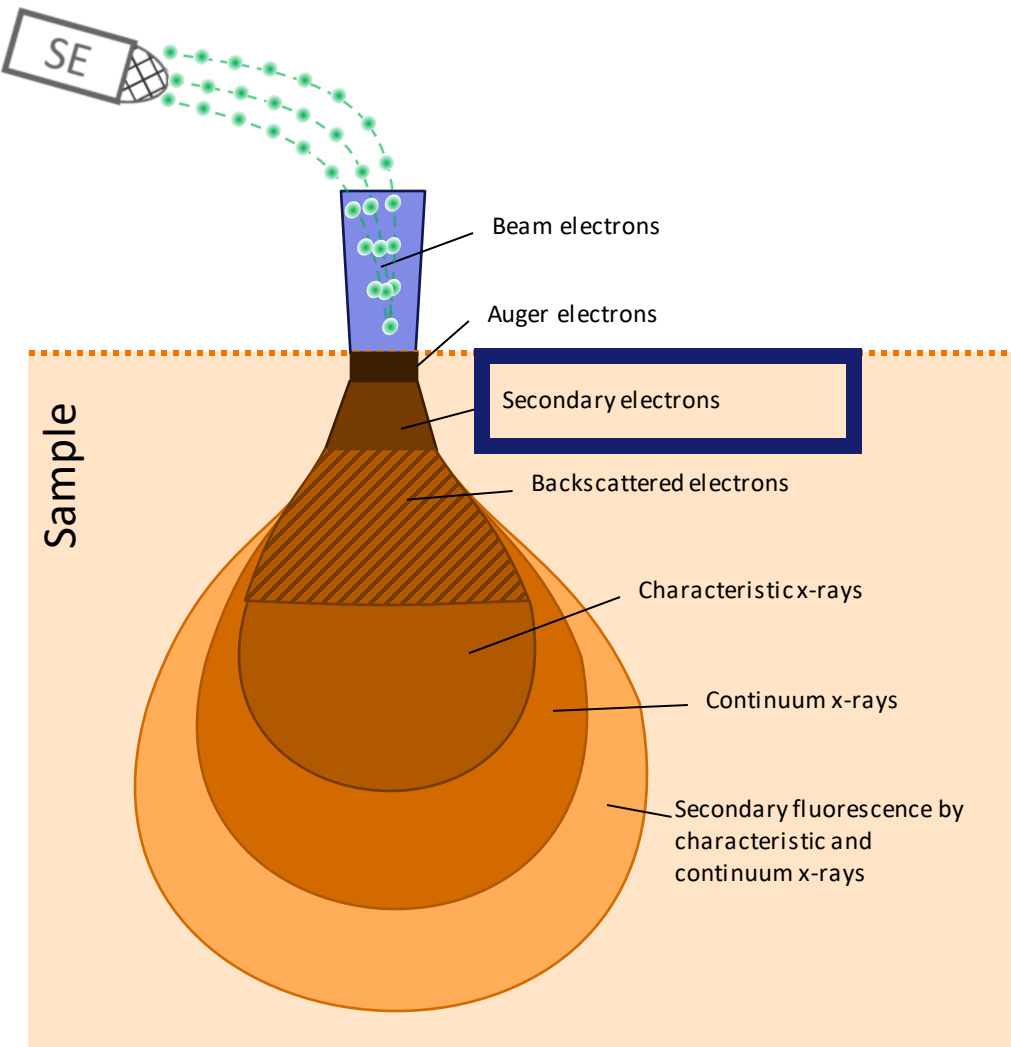 SE
Beam electrons
Auger electrons
Secondary electrons
Sample
Backscattered electrons
Characteristic x-rays
Continuum x-rays
Secondary fluorescence by
characteristic and
continuum x-rays